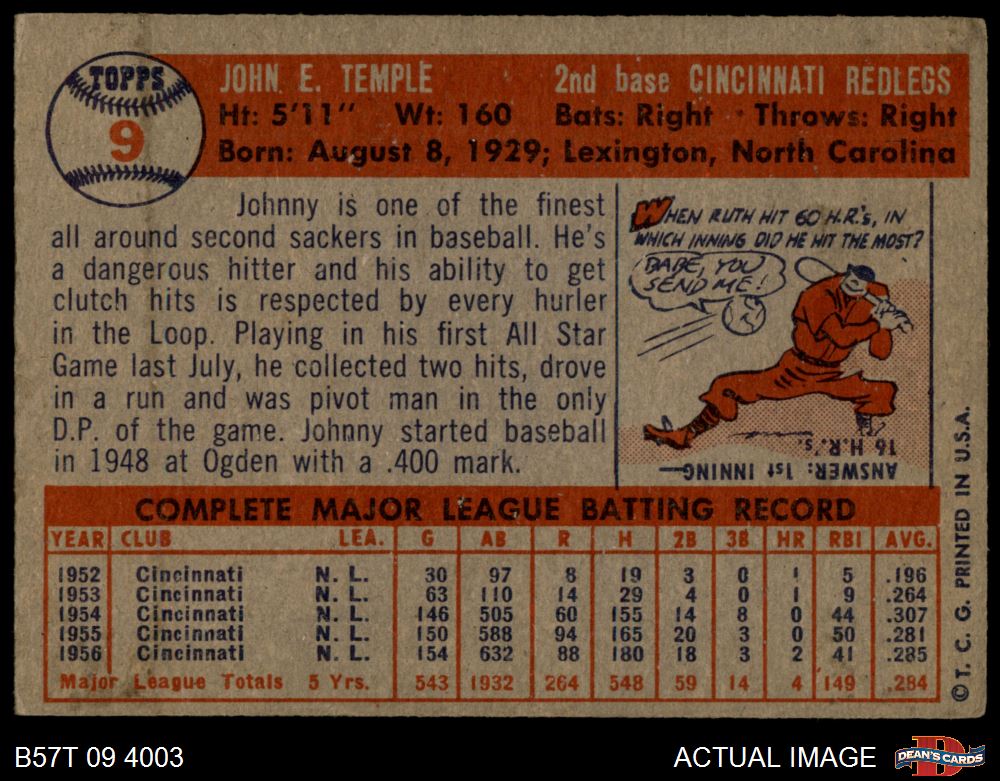 TOPPS
9
JOHN E. TEMPLE 2nd base CINCINNATI REDLEGS
Ht: 5'11" Wt: 160 Bats: Right · Throws: Right
Born: August 8, 1929; Lexington, North Carolina
Johnny is one of the finest
all around second sackers in baseball. He's
a dangerous hitter and his ability to get
clutch hits is respected by every hurler
in the Loop. Playing in his first All Star
Game last July, he collected two hits, drove
in a run and was pivot man in the only
D.P. of the game. Johnny started baseball
in 1948 at Ogden with a .400 mark.
WHEN RUTH HIT 60 H.R.'s, IN
WHICH INNING DID HE HIT THE MOST?
BABE, YOU
SEND ME!
ANSWER: 1st INNING—
16 H.R.'s.
COMPLETE MAJOR LEAGUE BATTING RECORD
YEAR CLUB LEA. G AB R H 2B 3B HR RBI AVG.
1952 Cincinnati N. L. 30 97 8 19 3 0 1 5 .196
1953 Cincinnati N. L. 63 110 14 29 4 0 1 9 .264
1954 Cincinnati N. L. 146 505 60 155 14 8 0 44 .307
1955 Cincinnati N. L. 150 588 94 165 20 3 0 50 .281
1956 Cincinnati N. L. 154 632 88 180 18 3 2 41 .285
Major League Totals 5 Yrs. 543 1932 264 548 59 14 4 149 .284
© T. C. G. PRINTED IN U.S.A.
B57T 09 4003
ACTUAL IMAGE
D
DEAN'S CARDS